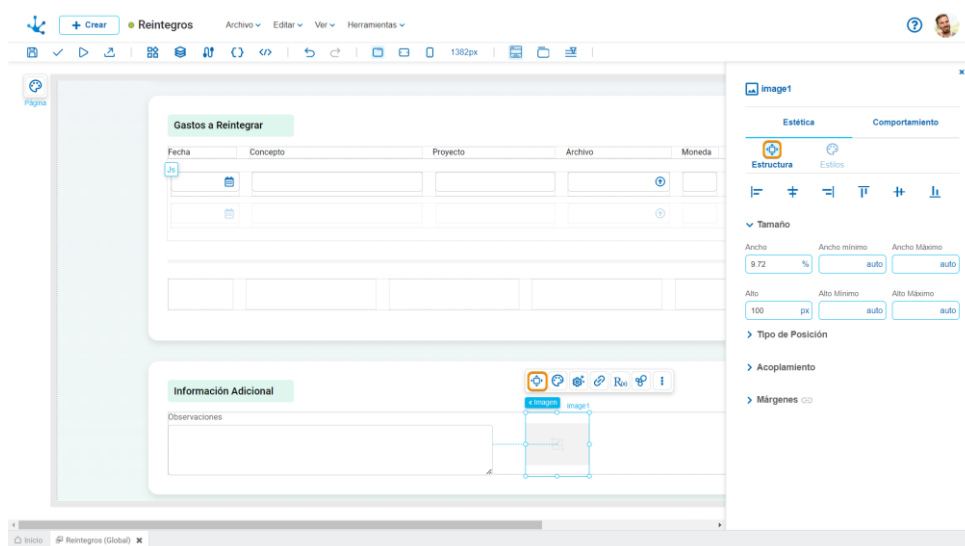 + Crear
Reintegros
Archivo Editar Ver Herramientas
?
</>
1382px
Página
Gastos a Reintegrar
Fecha Concepto Proyecto Archivo Moneda
Js
Información Adicional
Observaciones
R(x)
< Imagen
image1
image1
Estética Comportamiento
Estructura Estilos
Tamaño
Ancho Ancho mínimo Ancho Máximo
9.72 % auto auto
Alto Alto Mínimo Alto Máximo
100 px auto auto
Tipo de Posición
Acoplamiento
Márgenes
Inicio Reintegros (Global)